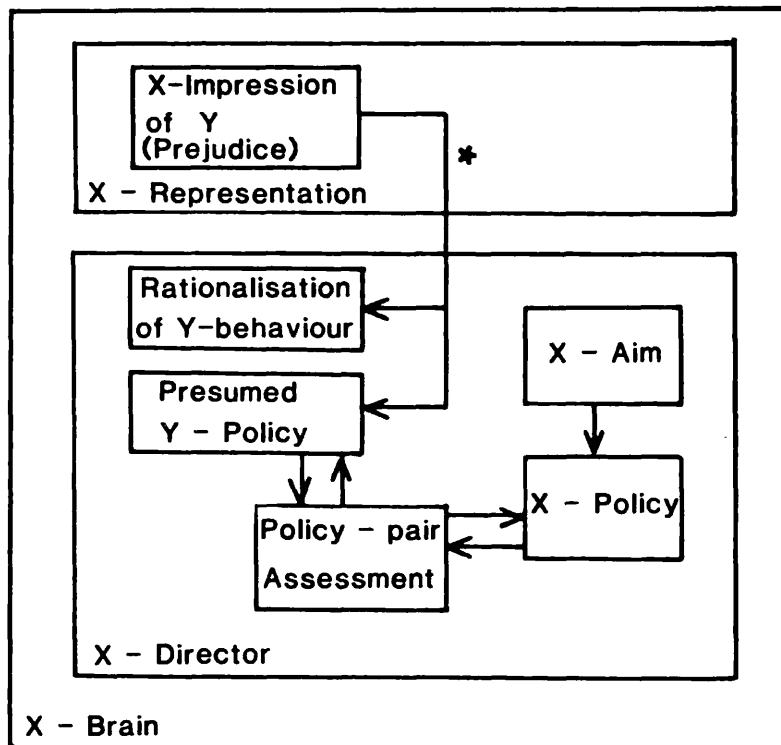 X-Impression
of Y
(Prejudice)
*
X - Representation
Rationalisation
of Y-behaviour
X - Aim
Presumed
Y - Policy
X - Policy
Policy - pair
Assessment
X - Director
X - Brain